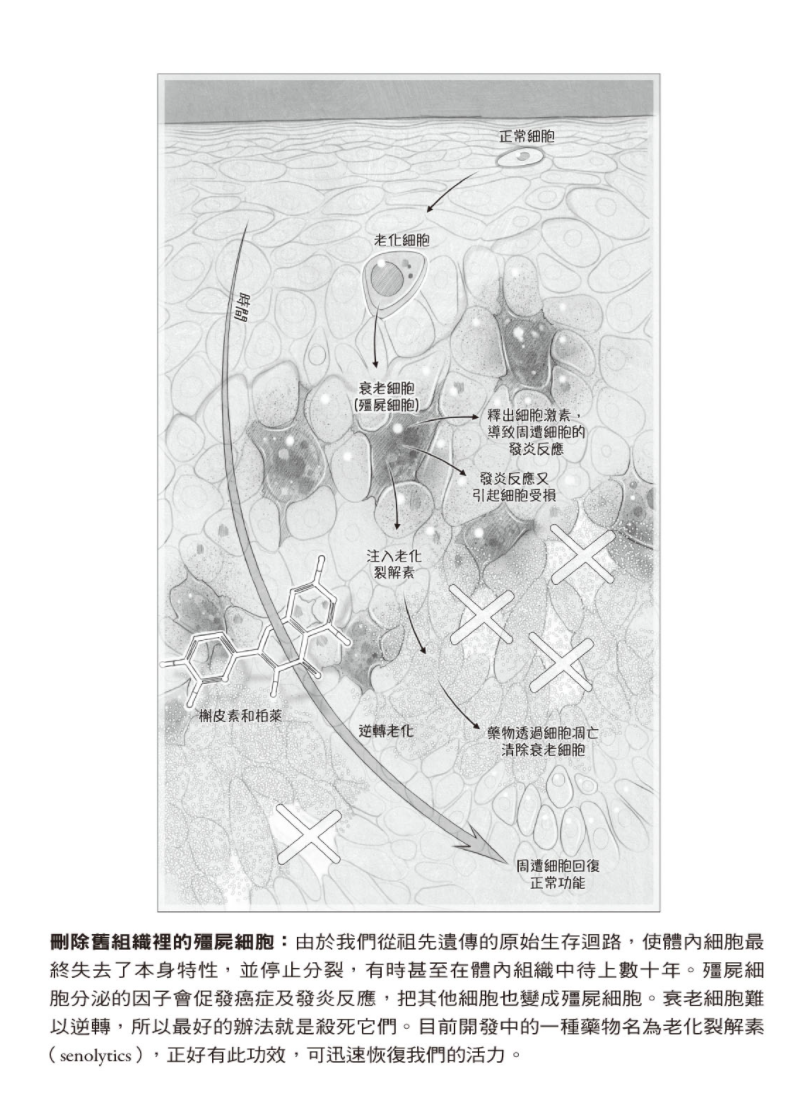 正常細胞
老化細胞
時間
衰老細胞
(殭屍細胞)
釋出細胞激素，
導致周遭細胞的
發炎反應
發炎反應又
引起細胞受損
注入老化
裂解素
槲皮素和柏萊
逆轉老化
藥物透過細胞凋亡
清除衰老細胞
周遭細胞回復
正常功能
刪除舊組織裡的殭屍細胞：由於我們從祖先遺傳的原始生存迴路，使體內細胞最
終失去了本身特性，並停止分裂，有時甚至在體內組織中待上數十年。殭屍細
胞分泌的因子會促發癌症及發炎反應，把其他細胞也變成殭屍細胞。衰老細胞難
以逆轉，所以最好的辦法就是殺死它們。目前開發中的一種藥物名為老化裂解素
（senolytics），正好有此功效，可迅速恢復我們的活力。